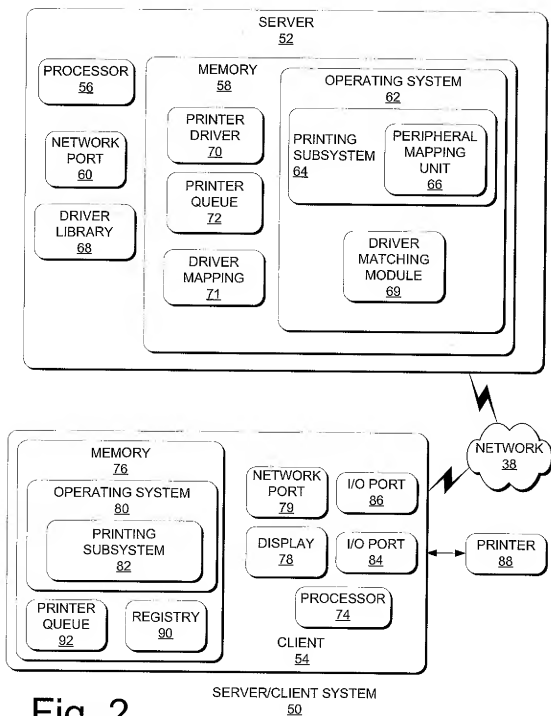 SERVER
52
PROCESSOR
56
NETWORK
PORT
60
DRIVER
LIBRARY
68
MEMORY
58
PRINTER
DRIVER
70
PRINTER
QUEUE
72
DRIVER
MAPPING
71
OPERATING SYSTEM
62
PRINTING
SUBSYSTEM
64
PERIPHERAL
MAPPING
UNIT
66
DRIVER
MATCHING
MODULE
69
NETWORK
38
MEMORY
76
OPERATING SYSTEM
80
PRINTING
SUBSYSTEM
82
PRINTER
QUEUE
92
REGISTRY
90
NETWORK
PORT
79
I/O PORT
86
DISPLAY
78
I/O PORT
84
PROCESSOR
74
CLIENT
54
PRINTER
88
Fig. 2
SERVER/CLIENT SYSTEM
50